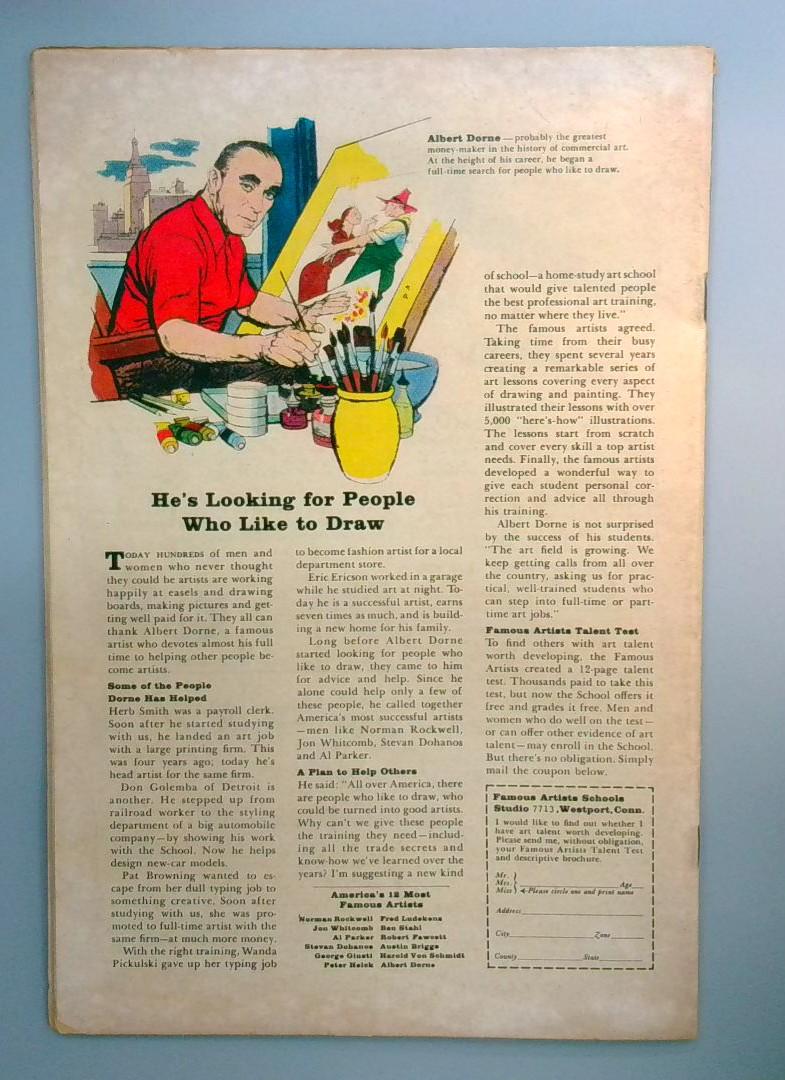 Albert Dorne — probably the greatest
money-maker in the history of commercial art.
At the height of his career, he began a
full-time search for people who like to draw.
He's Looking for People
Who Like to Draw
TODAY HUNDREDS of men and
women who never thought
they could be artists are working
happily at easels and drawing
boards, making pictures and get-
ting well paid for it. They all can
thank Albert Dorne, a famous
artist who devotes almost his full
time to helping other people be-
come artists.
Some of the People
Dorne Has Helped
Herb Smith was a payroll clerk.
Soon after he started studying
with us, he landed an art job
with a large printing firm. This
was four years ago; today he's
head artist for the same firm.
Don Golemba of Detroit is
another. He stepped up from
railroad worker to the styling
department of a big automobile
company—by showing his work
with the School. Now he helps
design new-car models.
Pat Browning wanted to es-
cape from her dull typing job to
something creative. Soon after
studying with us, she was pro-
moted to full-time artist with the
same firm—at much more money.
With the right training, Wanda
Pickulski gave up her typing job
to become fashion artist for a local
department store.
Eric Ericson worked in a garage
while he studied art at night. To-
day he is a successful artist, earns
seven times as much, and is build-
ing a new home for his family.
Long before Albert Dorne
started looking for people who
like to draw, they came to him
for advice and help. Since he
alone could help only a few of
these people, he called together
America's most successful artists
—men like Norman Rockwell,
Jon Whitcomb, Stevan Dohanos
and Al Parker.
A Plan to Help Others
He said: "All over America, there
are people who like to draw, who
could be turned into good artists.
Why can't we give these people
the training they need—includ-
ing all the trade secrets and
know-how we've learned over the
years? I'm suggesting a new kind
America's 12 Most
Famous Artists
Norman Rockwell Fred Ludekens
Jon Whitcomb Ben Stahl
Al Parker Robert Fawcett
Stevan Dohanos Austin Briggs
George Giusti Harold Von Schmidt
Peter Helck Albert Dorne
of school—a home-study art school
that would give talented people
the best professional art training,
no matter where they live."
The famous artists agreed.
Taking time from their busy
careers, they spent several years
creating a remarkable series of
art lessons covering every aspect
of drawing and painting. They
illustrated their lessons with over
5,000 "here's-how" illustrations.
The lessons start from scratch
and cover every skill a top artist
needs. Finally, the famous artists
developed a wonderful way to
give each student personal cor-
rection and advice all through
his training.
Albert Dorne is not surprised
by the success of his students.
"The art field is growing. We
keep getting calls from all over
the country, asking us for prac-
tical, well-trained students who
can step into full-time or part-
time art jobs."
Famous Artists Talent Test
To find others with art talent
worth developing, the Famous
Artists created a 12-page talent
test. Thousands paid to take this
test, but now the School offers it
free and grades it free. Men and
women who do well on the test—
or can offer other evidence of art
talent—may enroll in the School.
But there's no obligation. Simply
mail the coupon below.
Famous Artists Schools
Studio 7713, Westport, Conn.
I would like to find out whether I
have art talent worth developing.
Please send me, without obligation,
your Famous Artists Talent Test
and descriptive brochure.
Mr.
Mrs. Age
Miss Please circle one and print name
Address
City Zone
County State